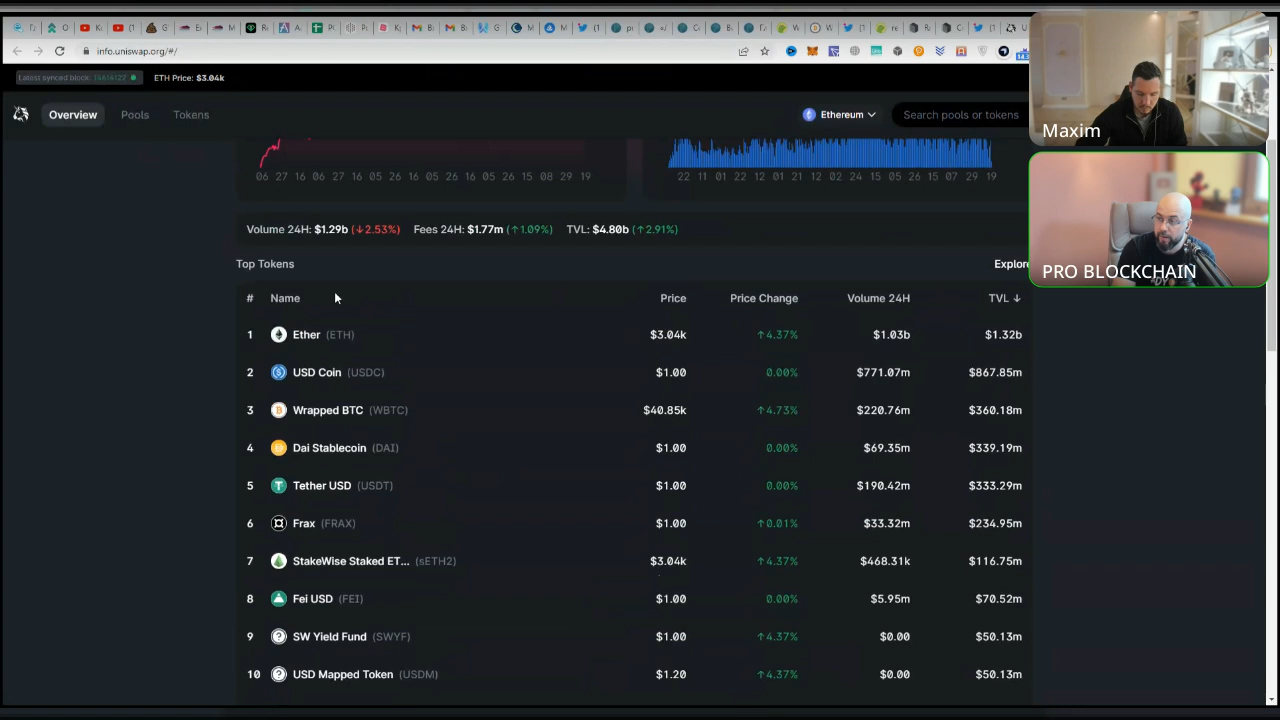 info.uniswap.org/#/
Latest synced block: ETH Price: $3.04k
Overview Pools Tokens Ethereum Search pools or tokens
06 27 16 06 27 16 05 26 16 05 26 15 08 29 19
22 11 01 22 12 01 21 12 01 21 12 04 25 15 05 26 17 07 29 19
Volume 24H: $1.29b (↓2.53%) Fees 24H: $1.77m (↑1.09%) TVL: $4.80b (↑2.91%)
Top Tokens Explore
# Name Price Price Change Volume 24H TVL ↓
1 Ether (ETH) $3.04k ↑4.37% $1.03b $1.32b
2 USD Coin (USDC) $1.00 0.00% $771.07m $867.85m
3 Wrapped BTC (WBTC) $40.85k ↑4.73% $220.76m $360.18m
4 Dai Stablecoin (DAI) $1.00 0.00% $69.35m $339.19m
5 Tether USD (USDT) $1.00 0.00% $190.42m $333.29m
6 Frax (FRAX) $1.00 ↑0.01% $33.32m $234.95m
7 StakeWise Staked ET... (sETH2) $3.04k ↑4.37% $468.31k $116.75m
8 Fei USD (FEI) $1.00 0.00% $5.95m $70.52m
9 SW Yield Fund (SWYF) $1.00 ↑4.37% $0.00 $50.13m
10 USD Mapped Token (USDM) $1.20 ↑4.37% $0.00 $50.13m
Maxim
PRO BLOCKCHAIN